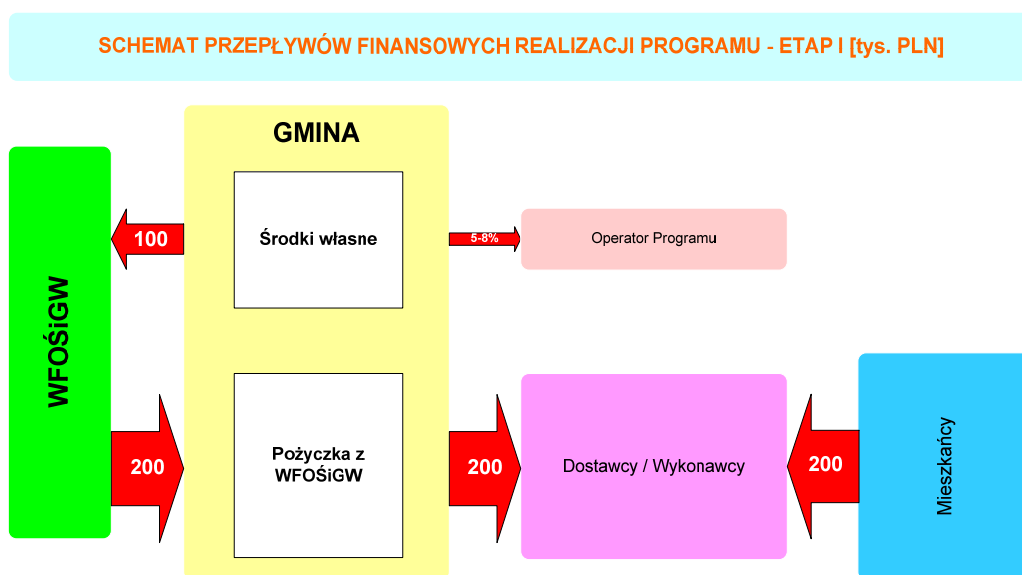 SCHEMAT PRZEPŁYWÓW FINANSOWYCH REALIZACJI PROGRAMU - ETAP I [tys. PLN]
GMINA
WFOŚiGW
100
Środki własne
5-8%
Operator Programu
200
Pożyczka z
WFOŚiGW
200
Dostawcy / Wykonawcy
200
Mieszkańcy